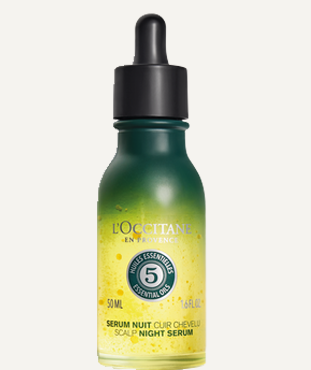 L'OCCITANE
EN PROVENCE
HUILES ESSENTIELLES
5
ESSENTIAL OILS
50 ML
1.6 FL.OZ.
SERUM NUIT CUIR CHEVELU
SCALP NIGHT SERUM